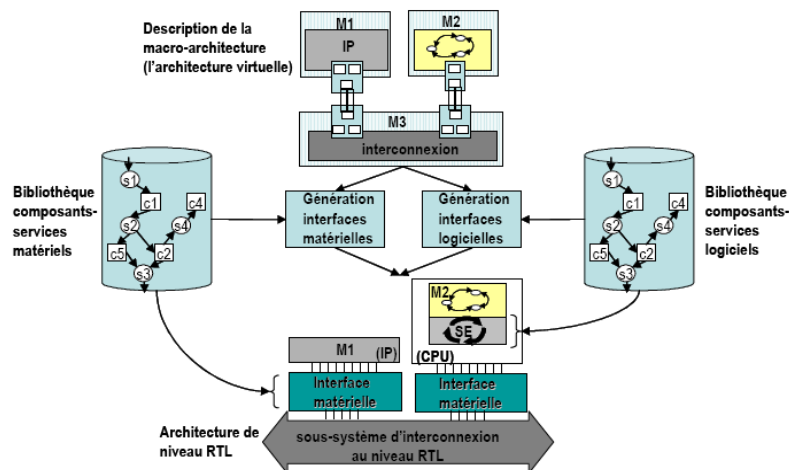 Description de la
macro-architecture
(l'architecture virtuelle)
M1
IP
M2
M3
interconnexion
Bibliothèque
composants-
services
matériels
s1
c1
c4
s2
s4
c5
c2
s3
Génération
interfaces
matérielles
Génération
interfaces
logicielles
s1
c1
c4
s2
s4
c5
c2
s3
Bibliothèque
composants-
services
logiciels
M2
SE
(CPU)
M1
(IP)
Interface
matérielle
Interface
matérielle
Architecture de
niveau RTL
sous-système d'interconnexion
au niveau RTL